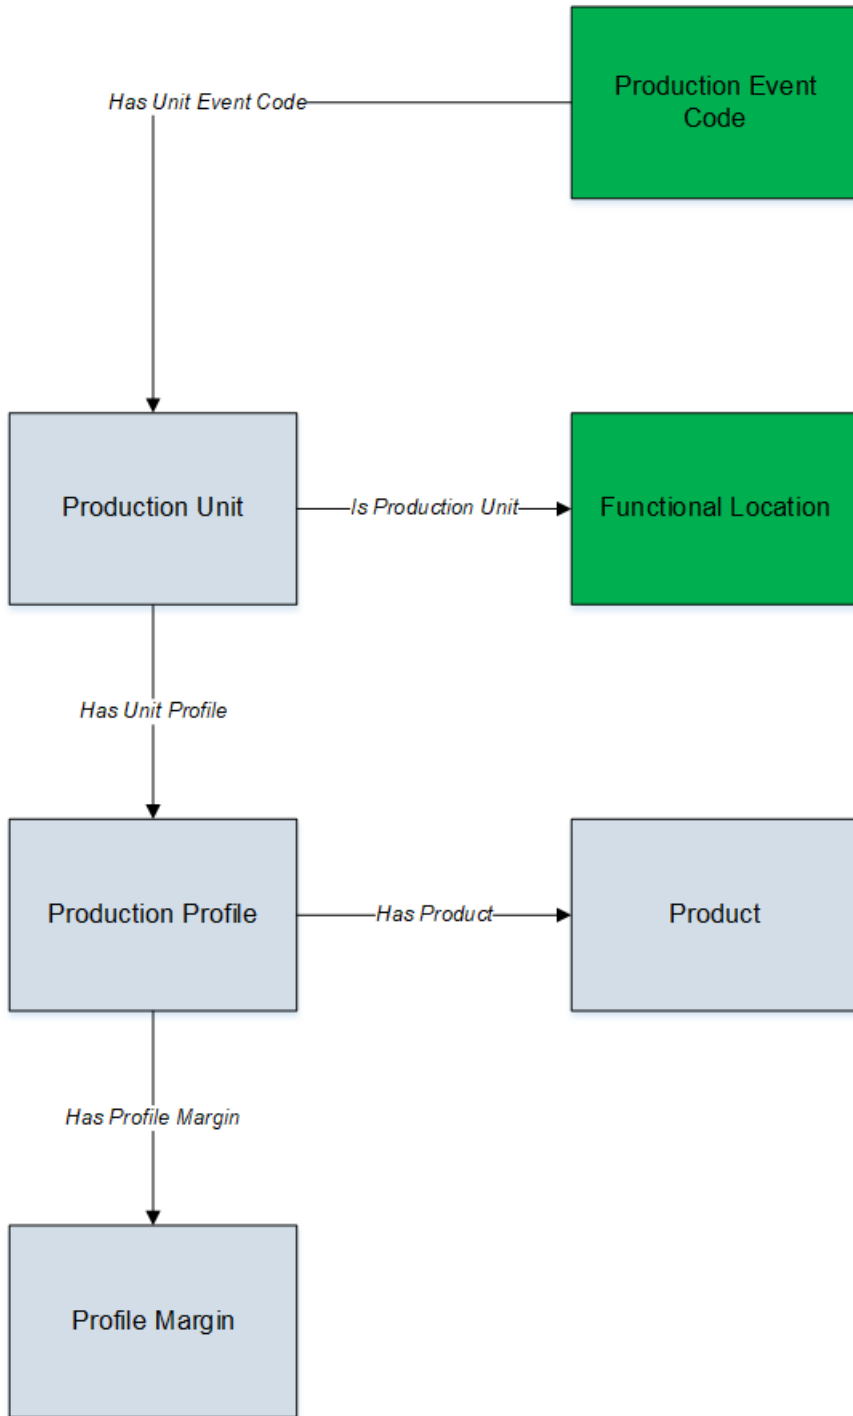 Production Event
Code
Has Unit Event Code
Production Unit
Is Production Unit
Functional Location
Has Unit Profile
Production Profile
Has Product
Product
Has Profile Margin
Profile Margin